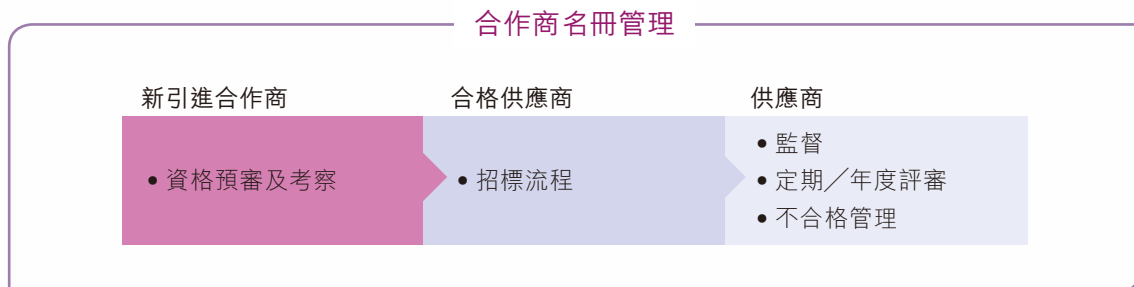 合作商名冊管理
新引進合作商
合格供應商
供應商
• 資格預審及考察
• 招標流程
• 監督
• 定期／年度評審
• 不合格管理